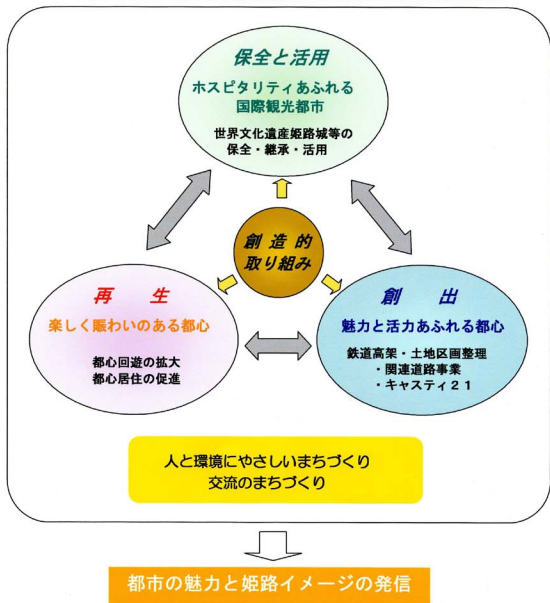 保全と活用
ホスピタリティあふれる
国際観光都市
世界文化遺産姫路城等の
保全・継承・活用
創造的
取り組み
再生
楽しく賑わいのある都心
都心回遊の拡大
都心居住の促進
創出
魅力と活力あふれる都心
鉄道高架・土地区画整理
・関連道路事業
・キャスティ21
人と環境にやさしいまちづくり
交流のまちづくり
都市の魅力と姫路イメージの発信